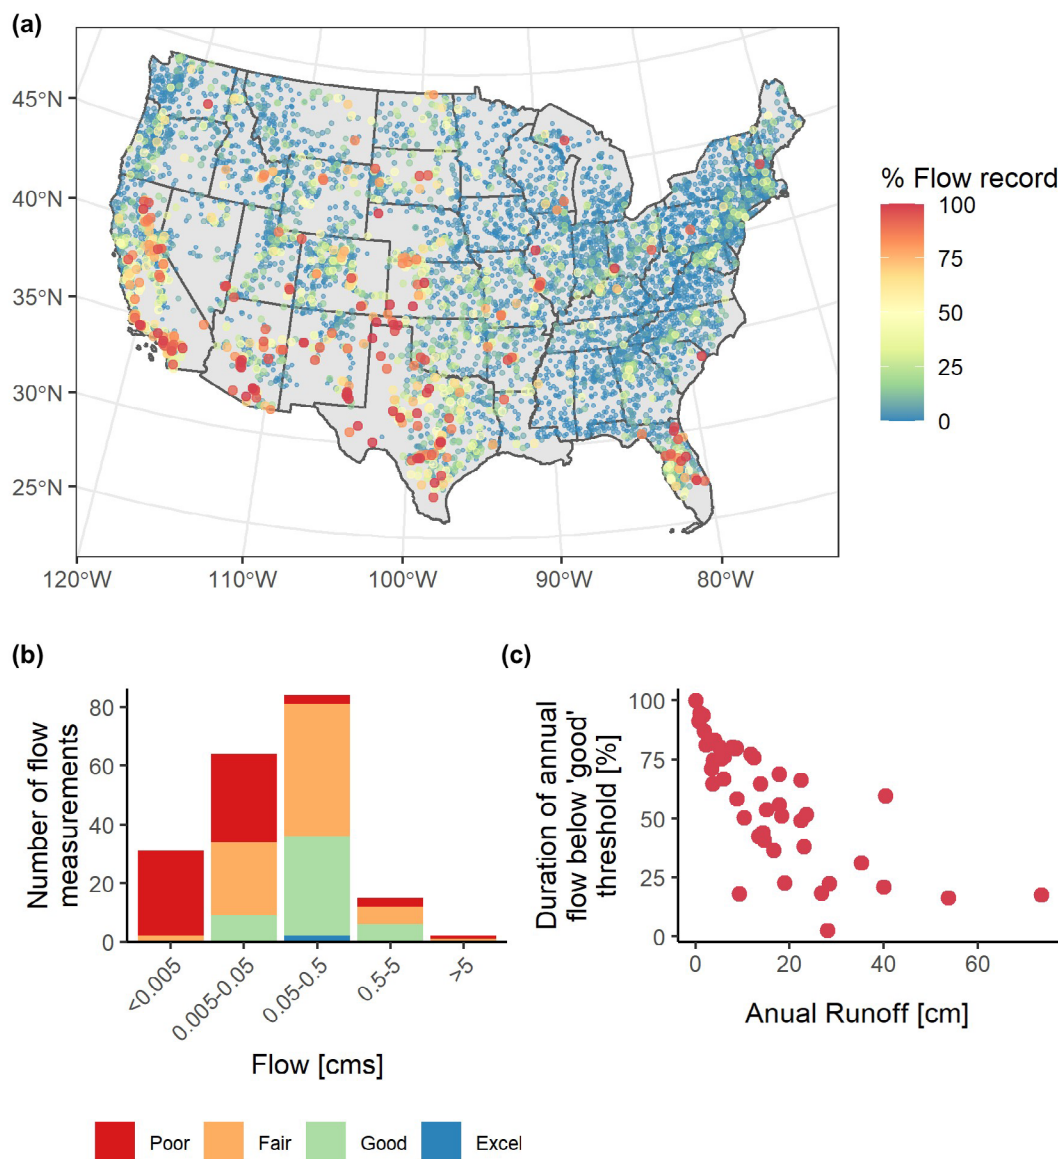 (a)
45°N
40°N
35°N
30°N
25°N
120°W
110°W
100°W
90°W
80°W
% Flow record
100
75
50
25
0
(b)
Number of flow
measurements
80
60
40
20
0
<0.005
0.005-0.05
0.05-0.5
0.5-5
>5
Flow [cms]
Poor
Fair
Good
Excel
(c)
Duration of annual
flow below 'good'
threshold [%]
100
75
50
25
0
0
20
40
60
Anual Runoff [cm]